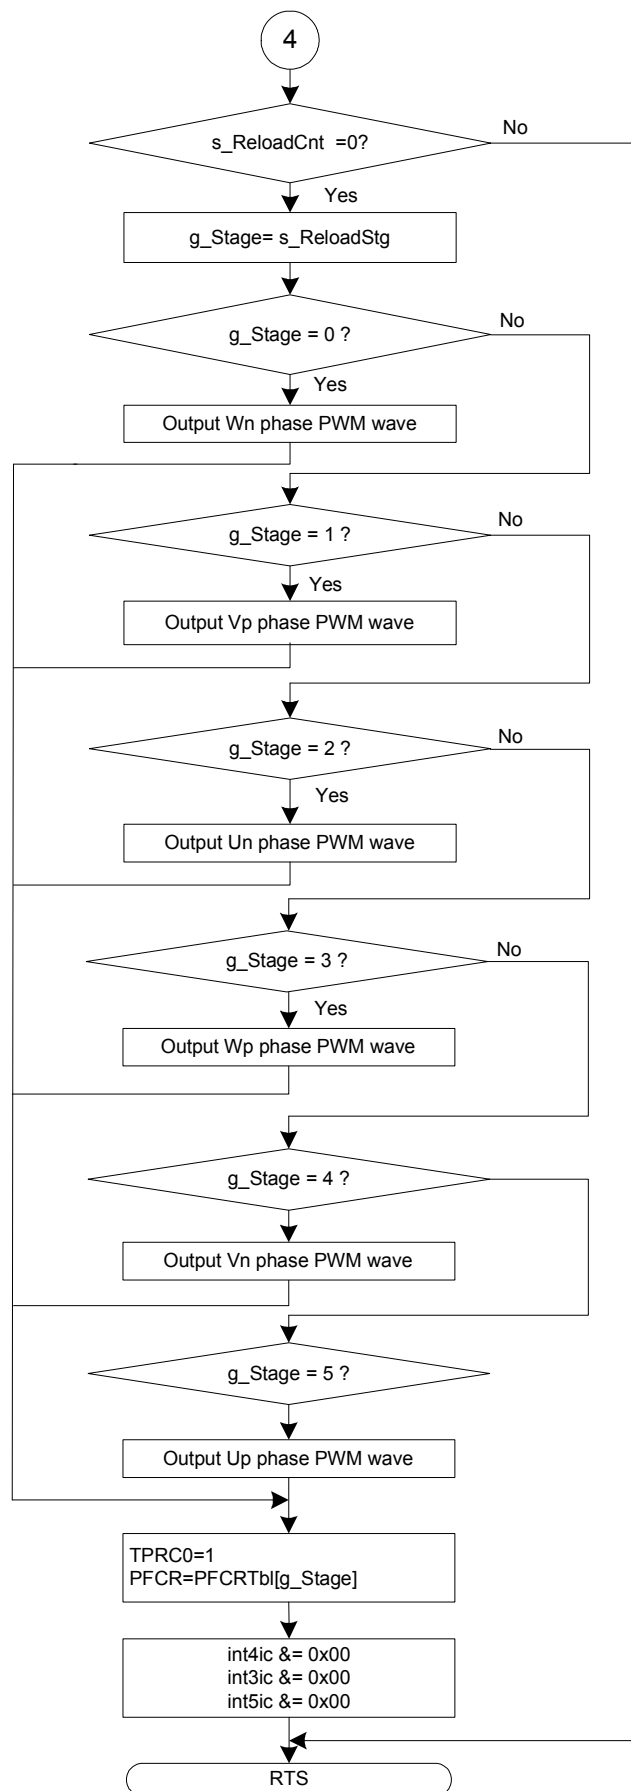 4
s_ReloadCnt =0?
No
Yes
g_Stage= s_ReloadStg
g_Stage = 0 ?
No
Yes
Output Wn phase PWM wave
g_Stage = 1 ?
No
Yes
Output Vp phase PWM wave
g_Stage = 2 ?
No
Yes
Output Un phase PWM wave
g_Stage = 3 ?
No
Yes
Output Wp phase PWM wave
g_Stage = 4 ?
Output Vn phase PWM wave
g_Stage = 5 ?
Output Up phase PWM wave
TPRC0=1
PFCR=PFCRTbl[g_Stage]
int4ic &= 0x00
int3ic &= 0x00
int5ic &= 0x00
RTS